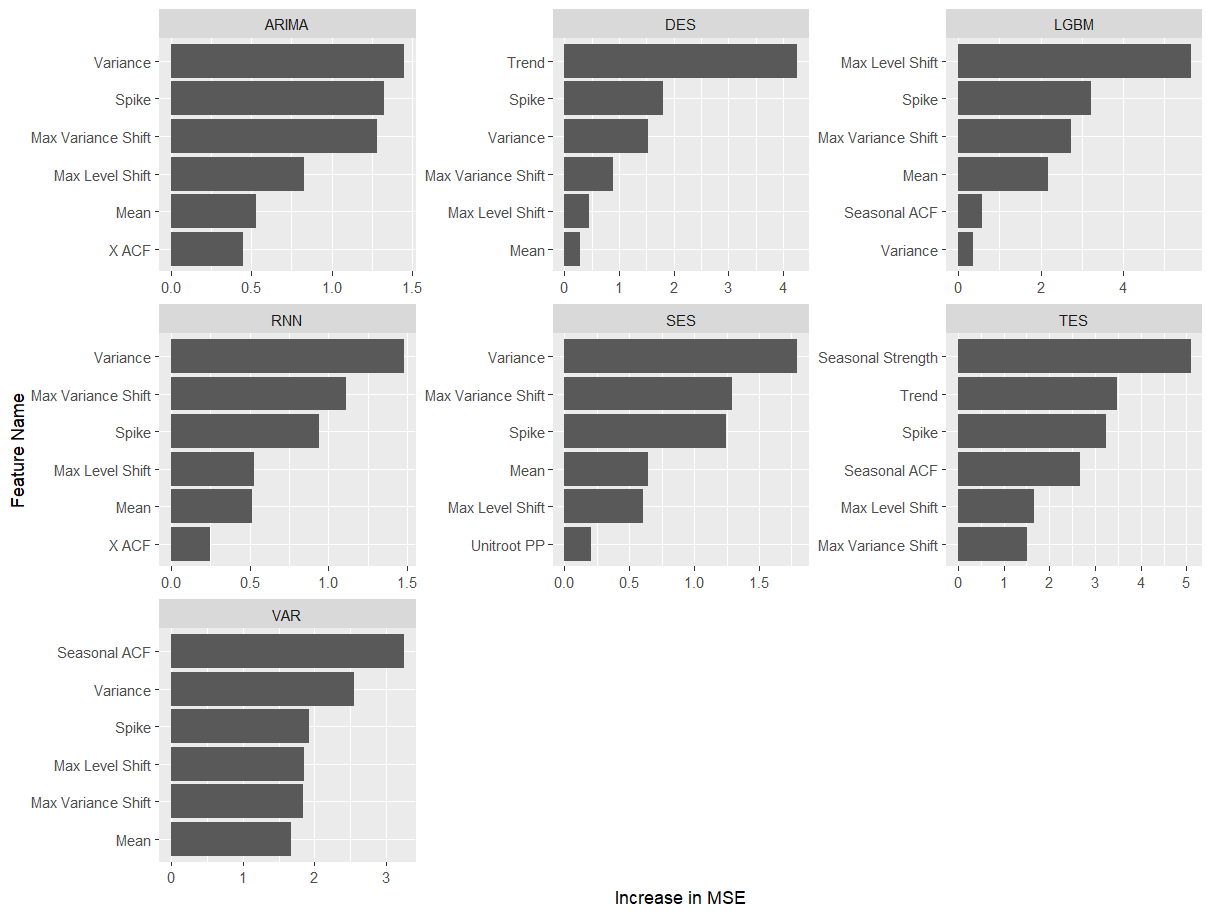 ARIMA
Variance
Spike
Max Variance Shift
Max Level Shift
Mean
X ACF
0.0 0.5 1.0 1.5
DES
Trend
Spike
Variance
Max Variance Shift
Max Level Shift
Mean
0 1 2 3 4
LGBM
Max Level Shift
Spike
Max Variance Shift
Mean
Seasonal ACF
Variance
0 2 4
RNN
Variance
Max Variance Shift
Spike
Max Level Shift
Mean
X ACF
0.0 0.5 1.0 1.5
SES
Variance
Max Variance Shift
Spike
Mean
Max Level Shift
Unitroot PP
0.0 0.5 1.0 1.5
TES
Seasonal Strength
Trend
Spike
Seasonal ACF
Max Level Shift
Max Variance Shift
0 1 2 3 4 5
VAR
Seasonal ACF
Variance
Spike
Max Level Shift
Max Variance Shift
Mean
0 1 2 3
Feature Name
Increase in MSE